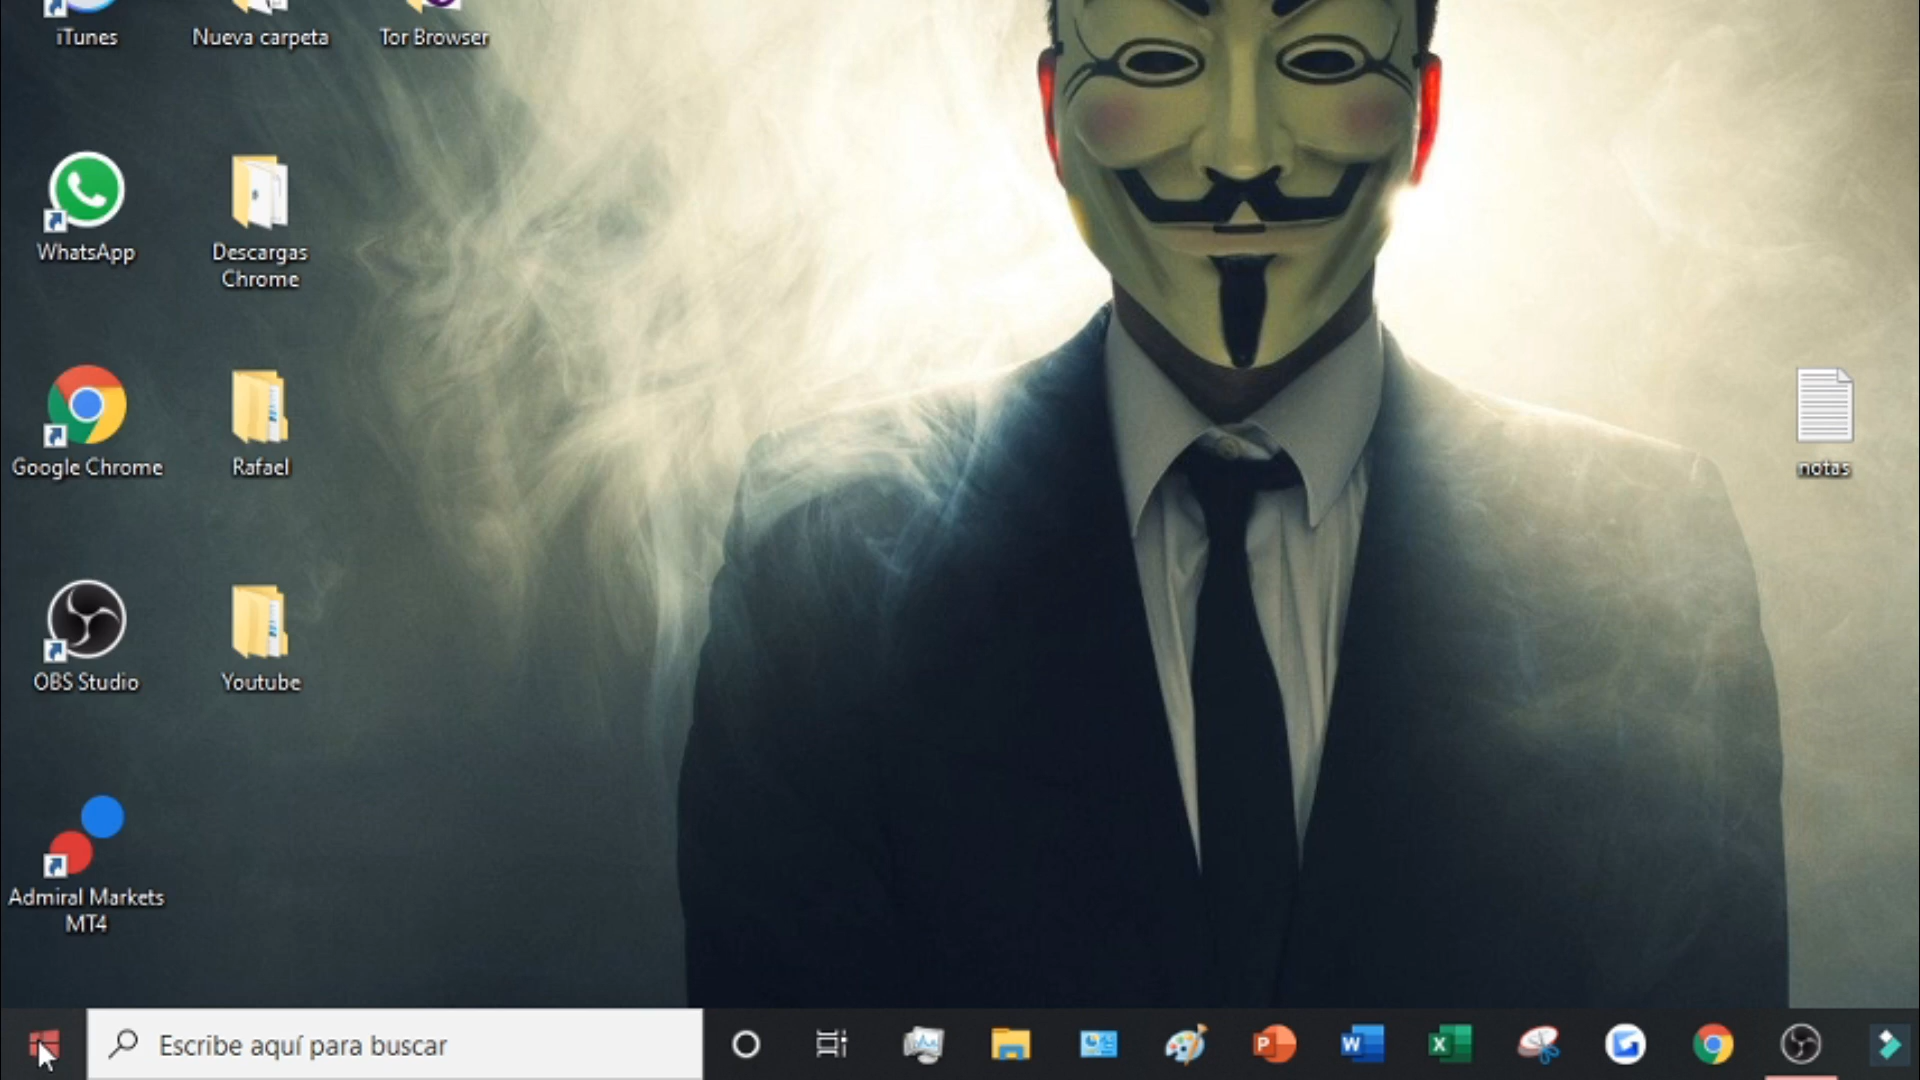 iTunes
Nueva carpeta
Tor Browser
WhatsApp
Descargas
Chrome
Google Chrome
Rafael
notas
OBS Studio
Youtube
Admiral Markets
MT4
Escribe aquí para buscar
P
W
X